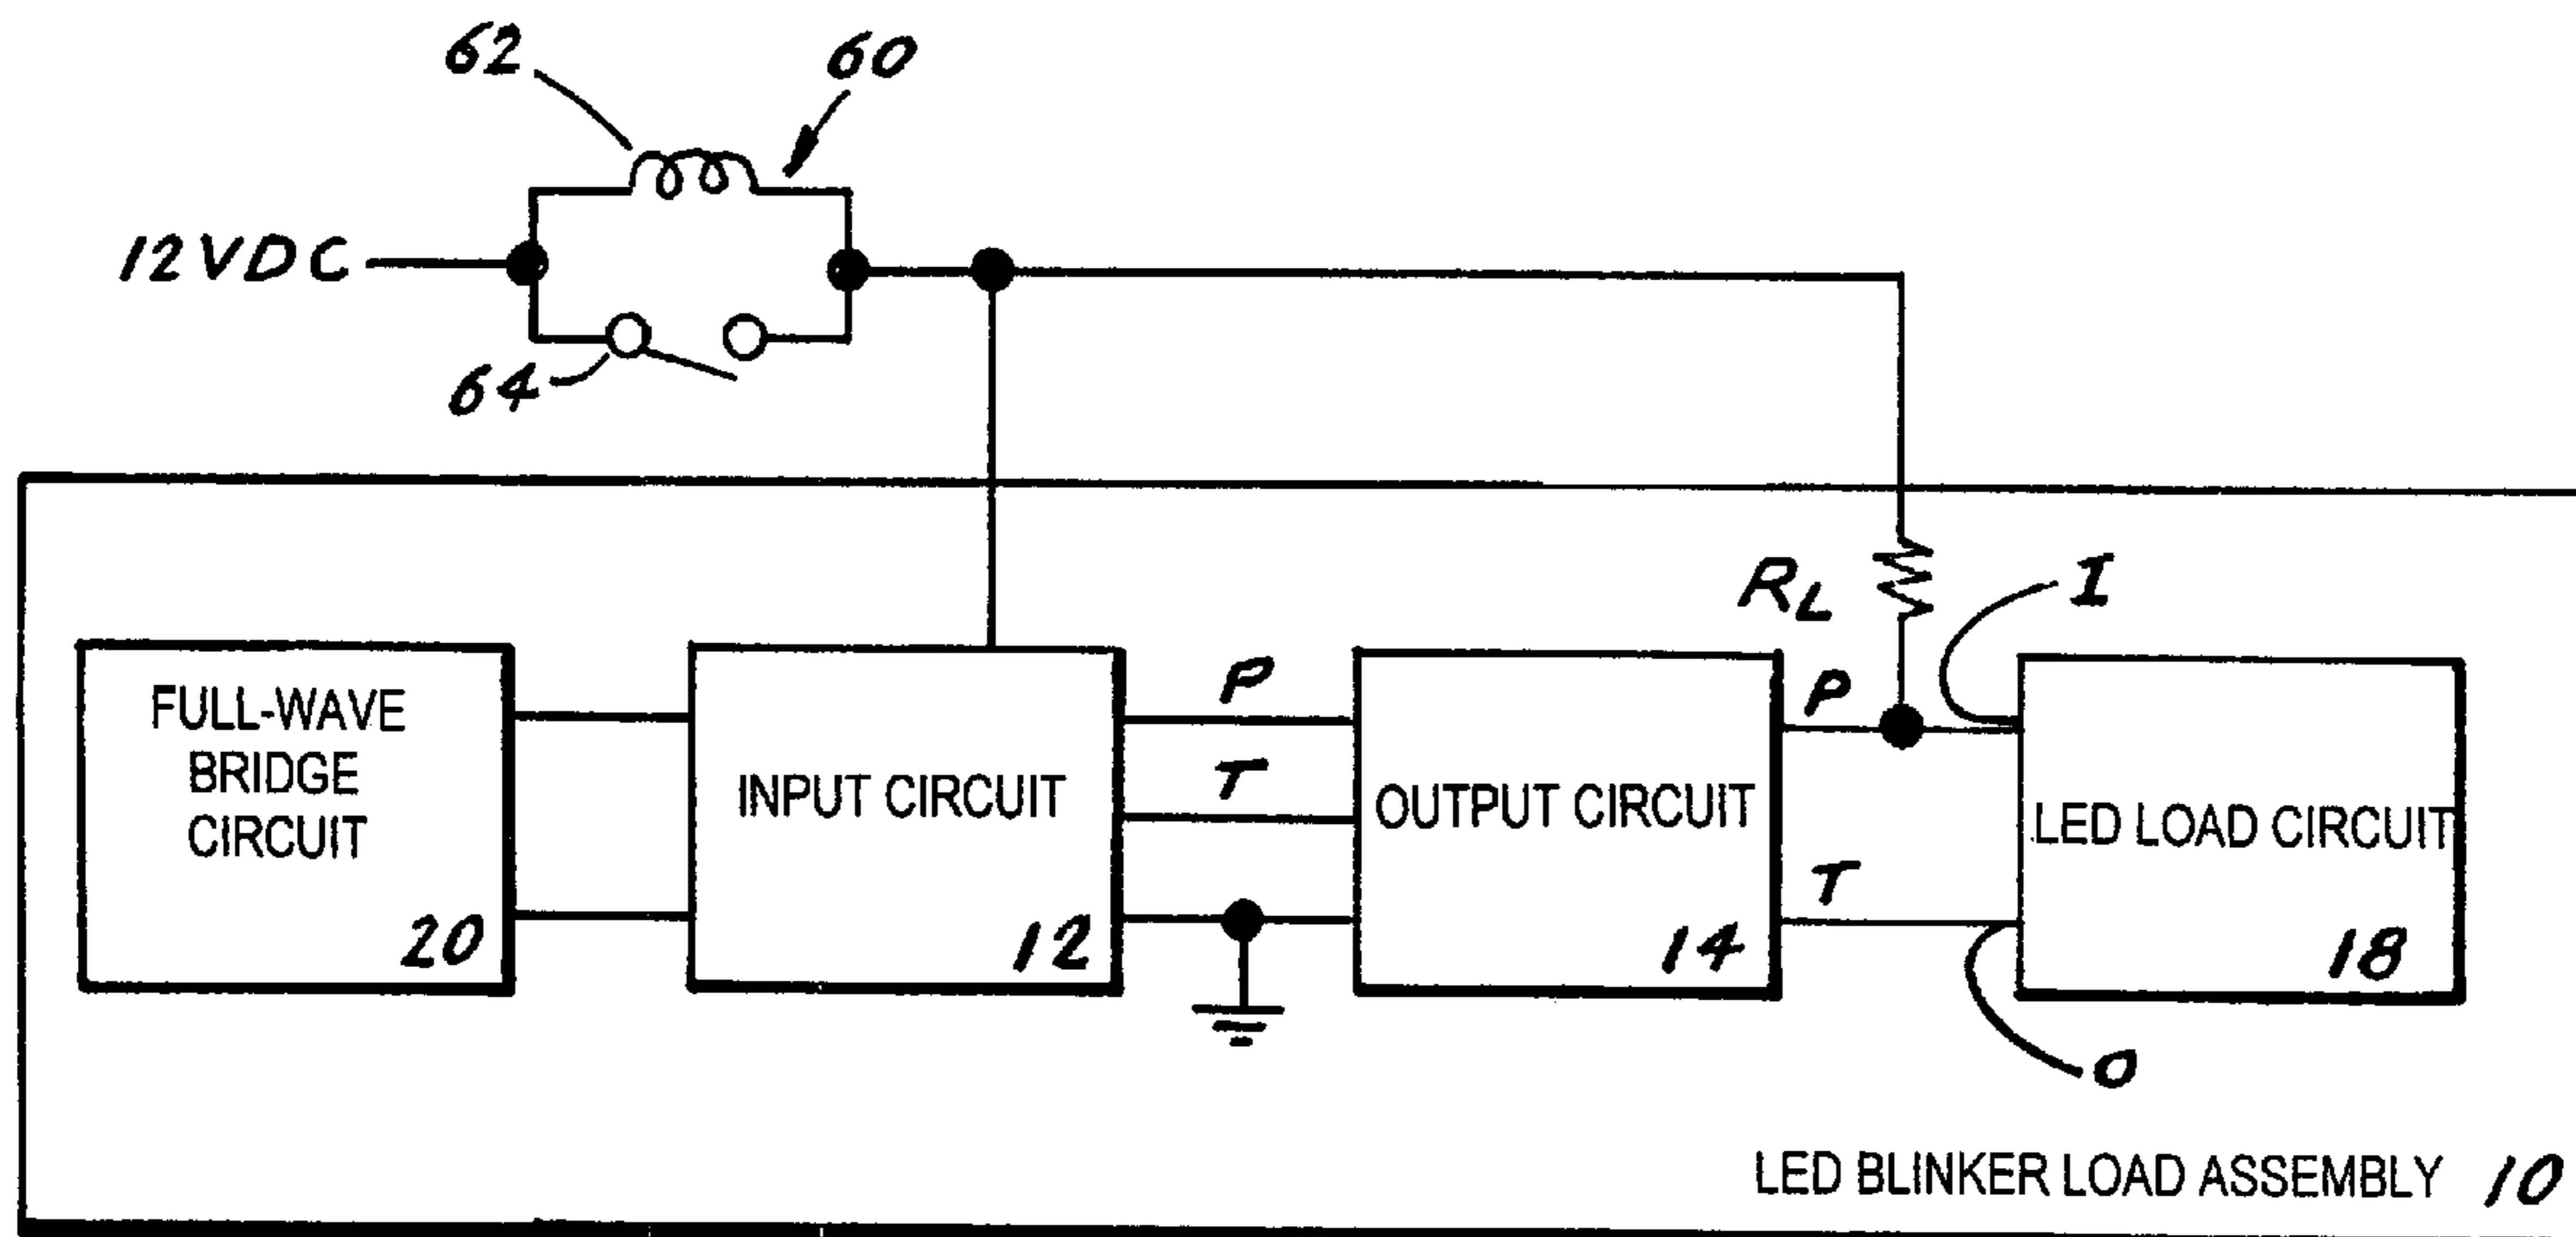 62
60
12VDC
64
RL
I
P
P
T
T
FULL-WAVE
BRIDGE
CIRCUIT
20
INPUT CIRCUIT
12
OUTPUT CIRCUIT
14
LED LOAD CIRCUIT
18
O
LED BLINKER LOAD ASSEMBLY 10